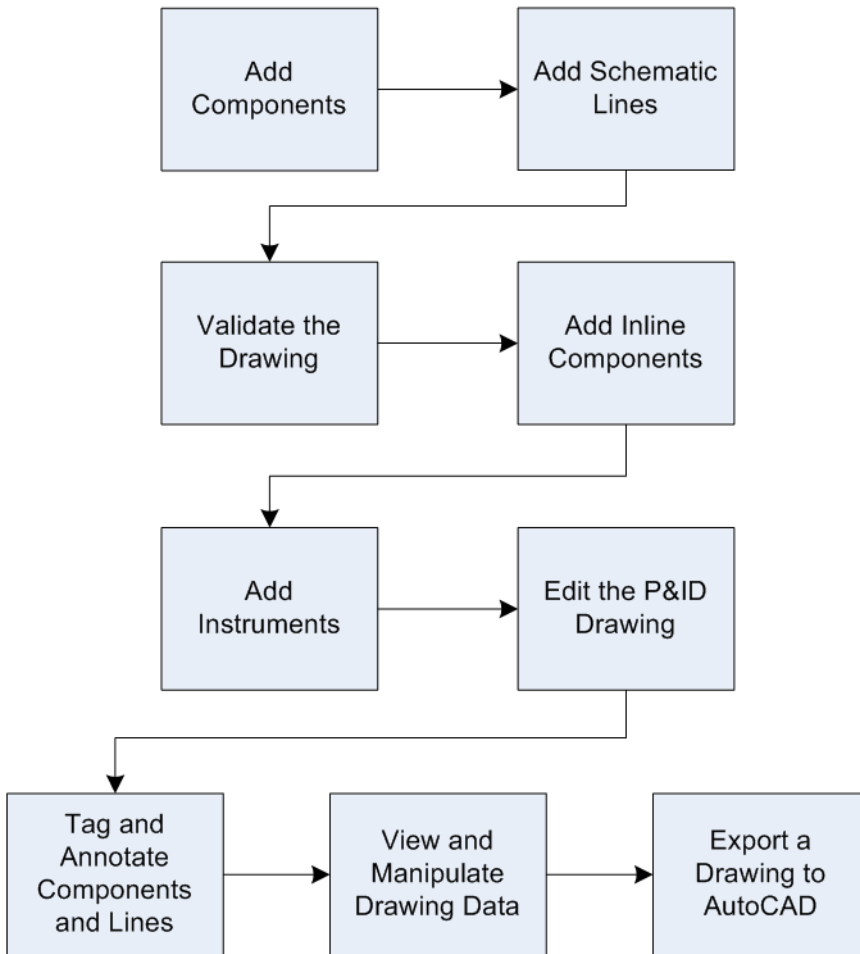 Add
Components
Add Schematic
Lines
Validate the
Drawing
Add Inline
Components
Add
Instruments
Edit the P&ID
Drawing
Tag and
Annotate
Components
and Lines
View and
Manipulate
Drawing Data
Export a
Drawing to
AutoCAD